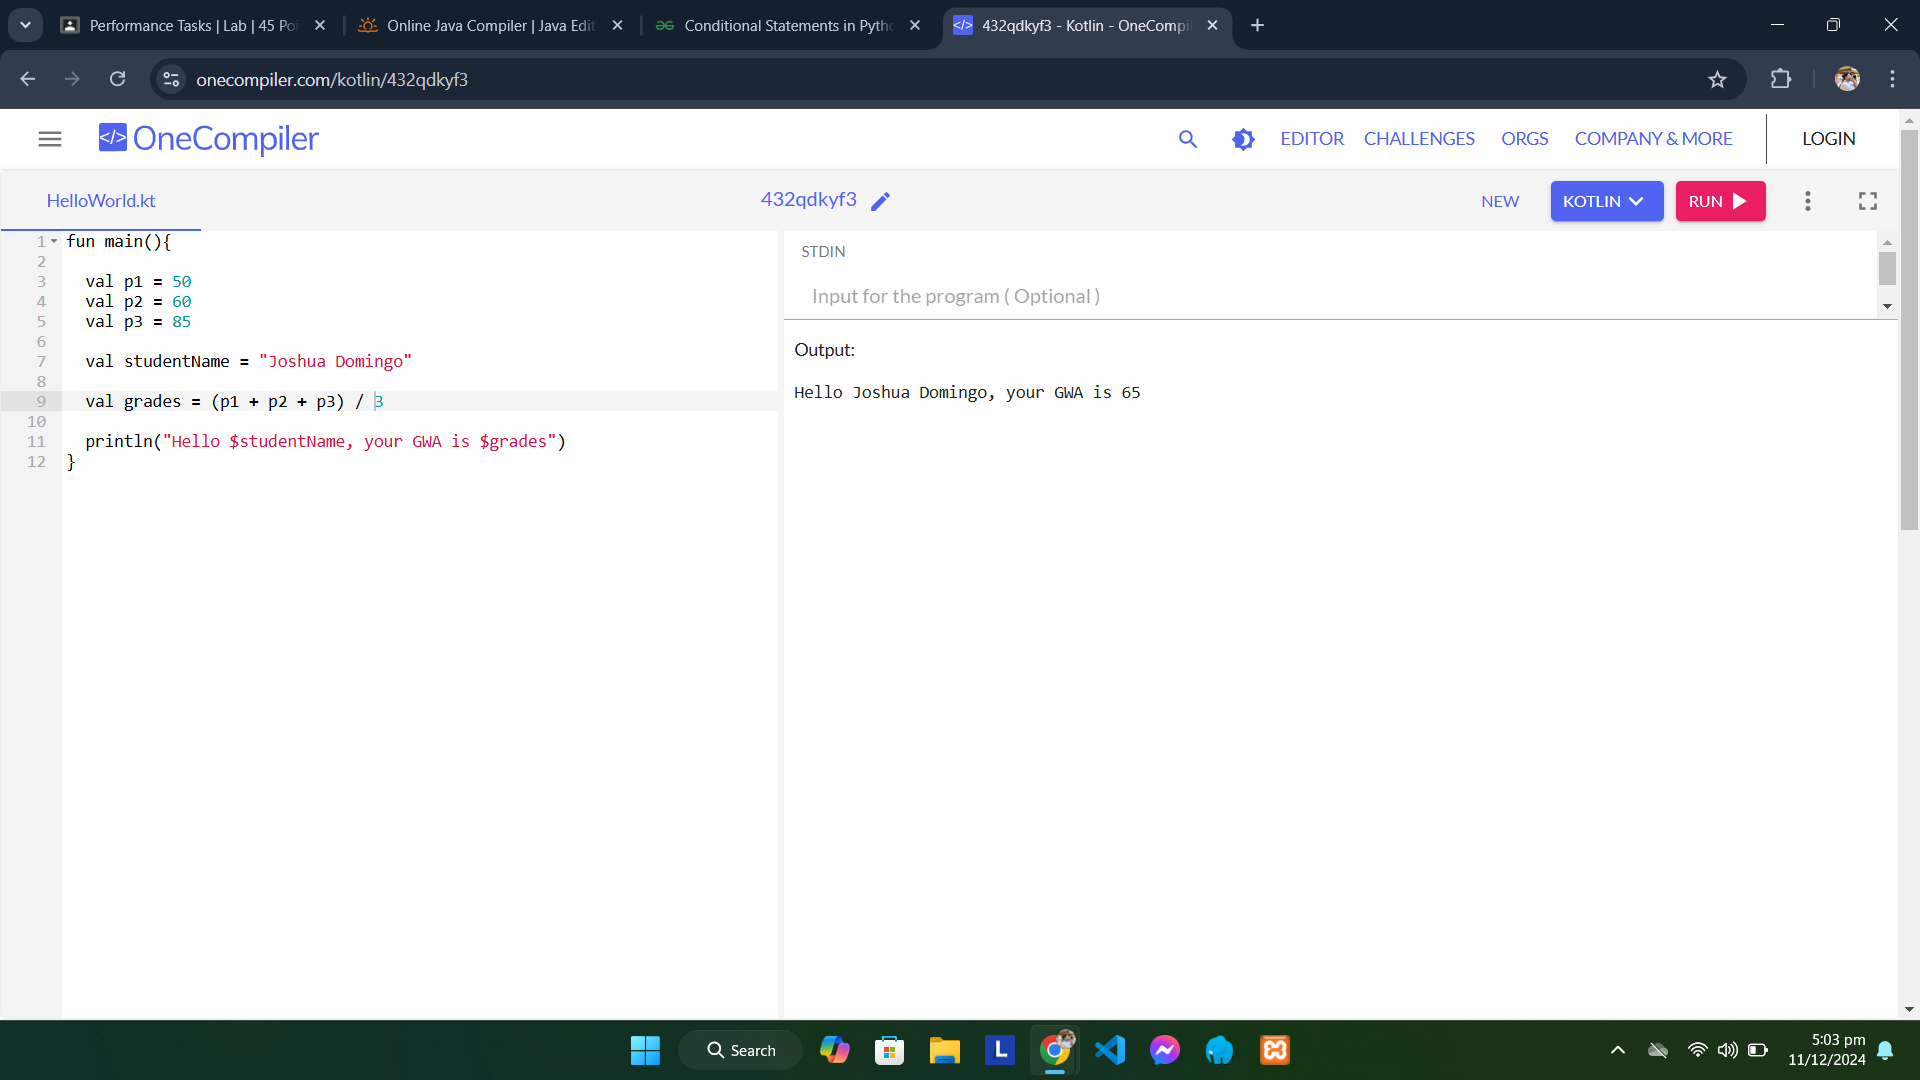 Performance Tasks | Lab | 45 Poi
Online Java Compiler | Java Edit
Conditional Statements in Pytho
432qdkyf3 - Kotlin - OneCompil
onecompiler.com/kotlin/432qdkyf3
</> OneCompiler
EDITOR CHALLENGES ORGS COMPANY & MORE LOGIN
HelloWorld.kt
432qdkyf3
NEW KOTLIN RUN
1 fun main(){
2
3 val p1 = 50
4 val p2 = 60
5 val p3 = 85
6
7 val studentName = "Joshua Domingo"
8
9 val grades = (p1 + p2 + p3) / 3
10
11 println("Hello $studentName, your GWA is $grades")
12 }
STDIN
Input for the program ( Optional )
Output:
Hello Joshua Domingo, your GWA is 65
Search
L
5:03 pm
11/12/2024